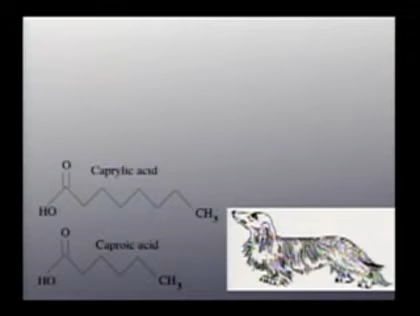 O
Caprylic acid
HO
CH3
O
Caproic acid
HO
CH3